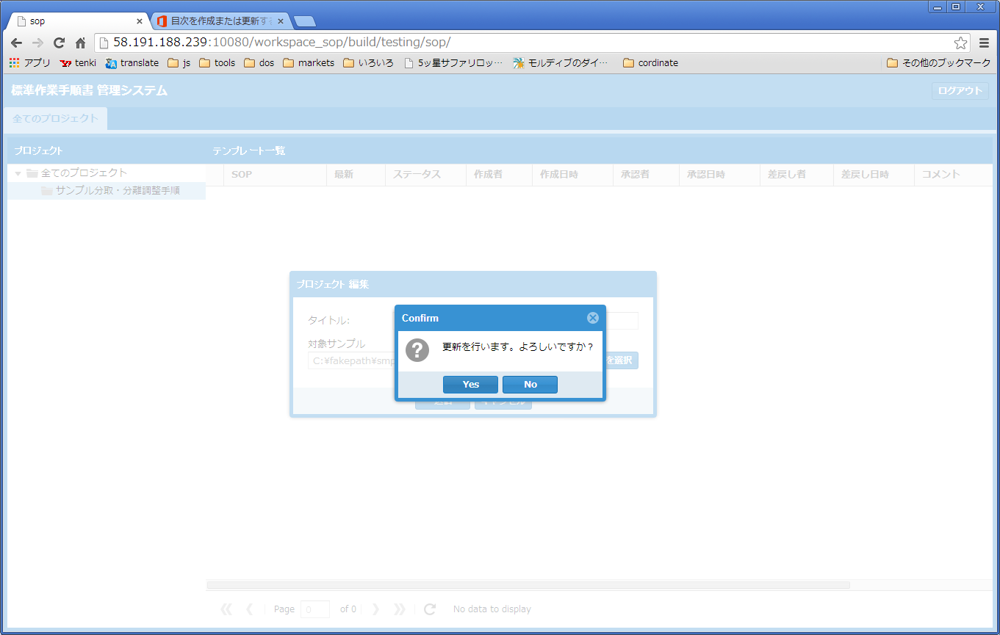 sop
目次を作成または更新する
58.191.188.239:10080/workspace_sop/build/testing/sop/
アプリ tenki translate js tools dos markets いろいろ 5ッ星サファリロッ… モルディブのダイ… cordinate その他のブックマーク
標準作業手順書 管理システム ログアウト
全てのプロジェクト
プロジェクト テンプレート一覧
全てのプロジェクト SOP 最新 ステータス 作成者 作成日時 承認者 承認日時 差戻し者 差戻し日時 コメント
サンプル分取・分離調整手順
プロジェクト 編集
タイトル:
対象サンプル
C:¥fakepath¥smp を選択
Confirm
更新を行います。よろしいですか？
Yes No
Page 0 of 0 No data to display